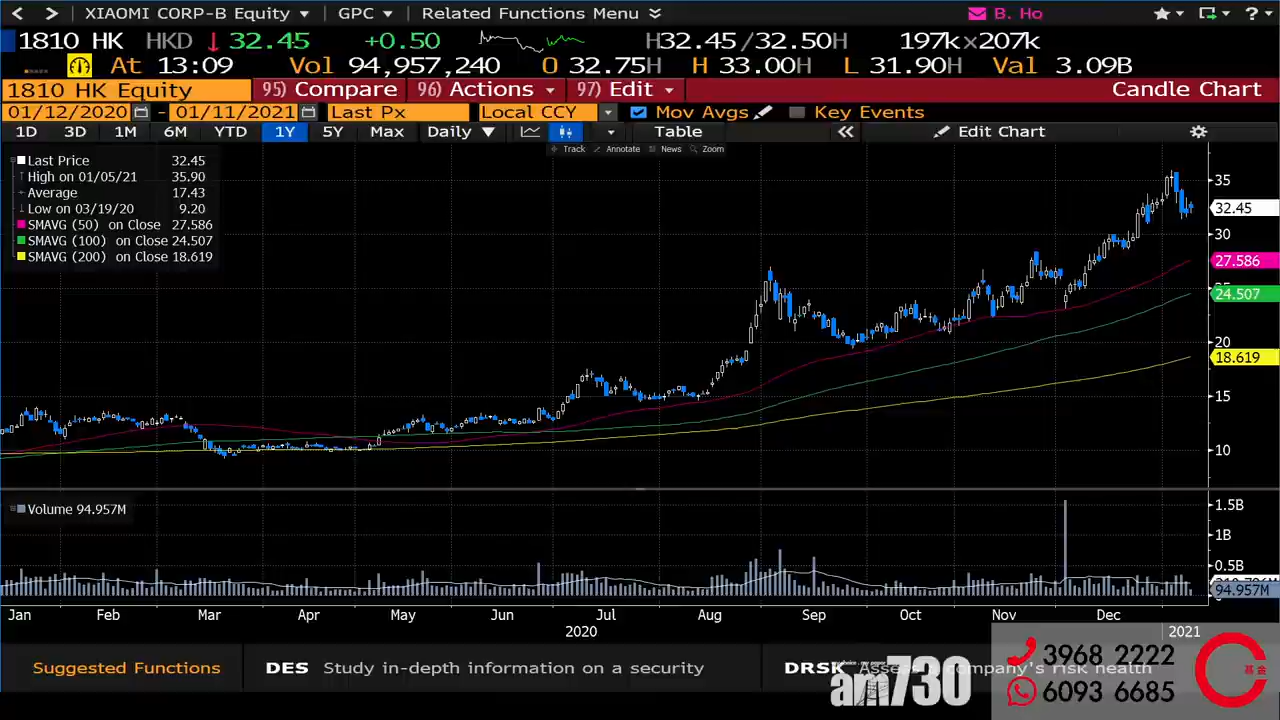 < > XIAOMI CORP-B Equity GPC Related Functions Menu B. Ho ?
1810 HK HKD ↓ 32.45 +0.50 H32.45/32.50H 197k×207k
At 13:09 Vol 94,957,240 O 32.75H H 33.00H L 31.90H Val 3.09B
1810 HK Equity 95) Compare 96) Actions 97) Edit Candle Chart
01/12/2020 - 01/11/2021 Last Px Local CCY Mov Avgs Key Events
1D 3D 1M 6M YTD 1Y 5Y Max Daily ▼ Table « Edit Chart
Track Annotate News Zoom
Last Price 32.45
High on 01/05/21 35.90
Average 17.43
Low on 03/19/20 9.20
SMAVG (50) on Close 27.586
SMAVG (100) on Close 24.507
SMAVG (200) on Close 18.619
35
32.45
30
27.586
24.507
20
18.619
15
10
Volume 94.957M
1.5B
1B
0.5B
94.957M
Jan Feb Mar Apr May Jun Jul Aug Sep Oct Nov Dec
2020 2021
Suggested Functions DES Study in-depth information on a security DRSK Assess a company's risk health
am730
3968 2222
6093 6685
基金